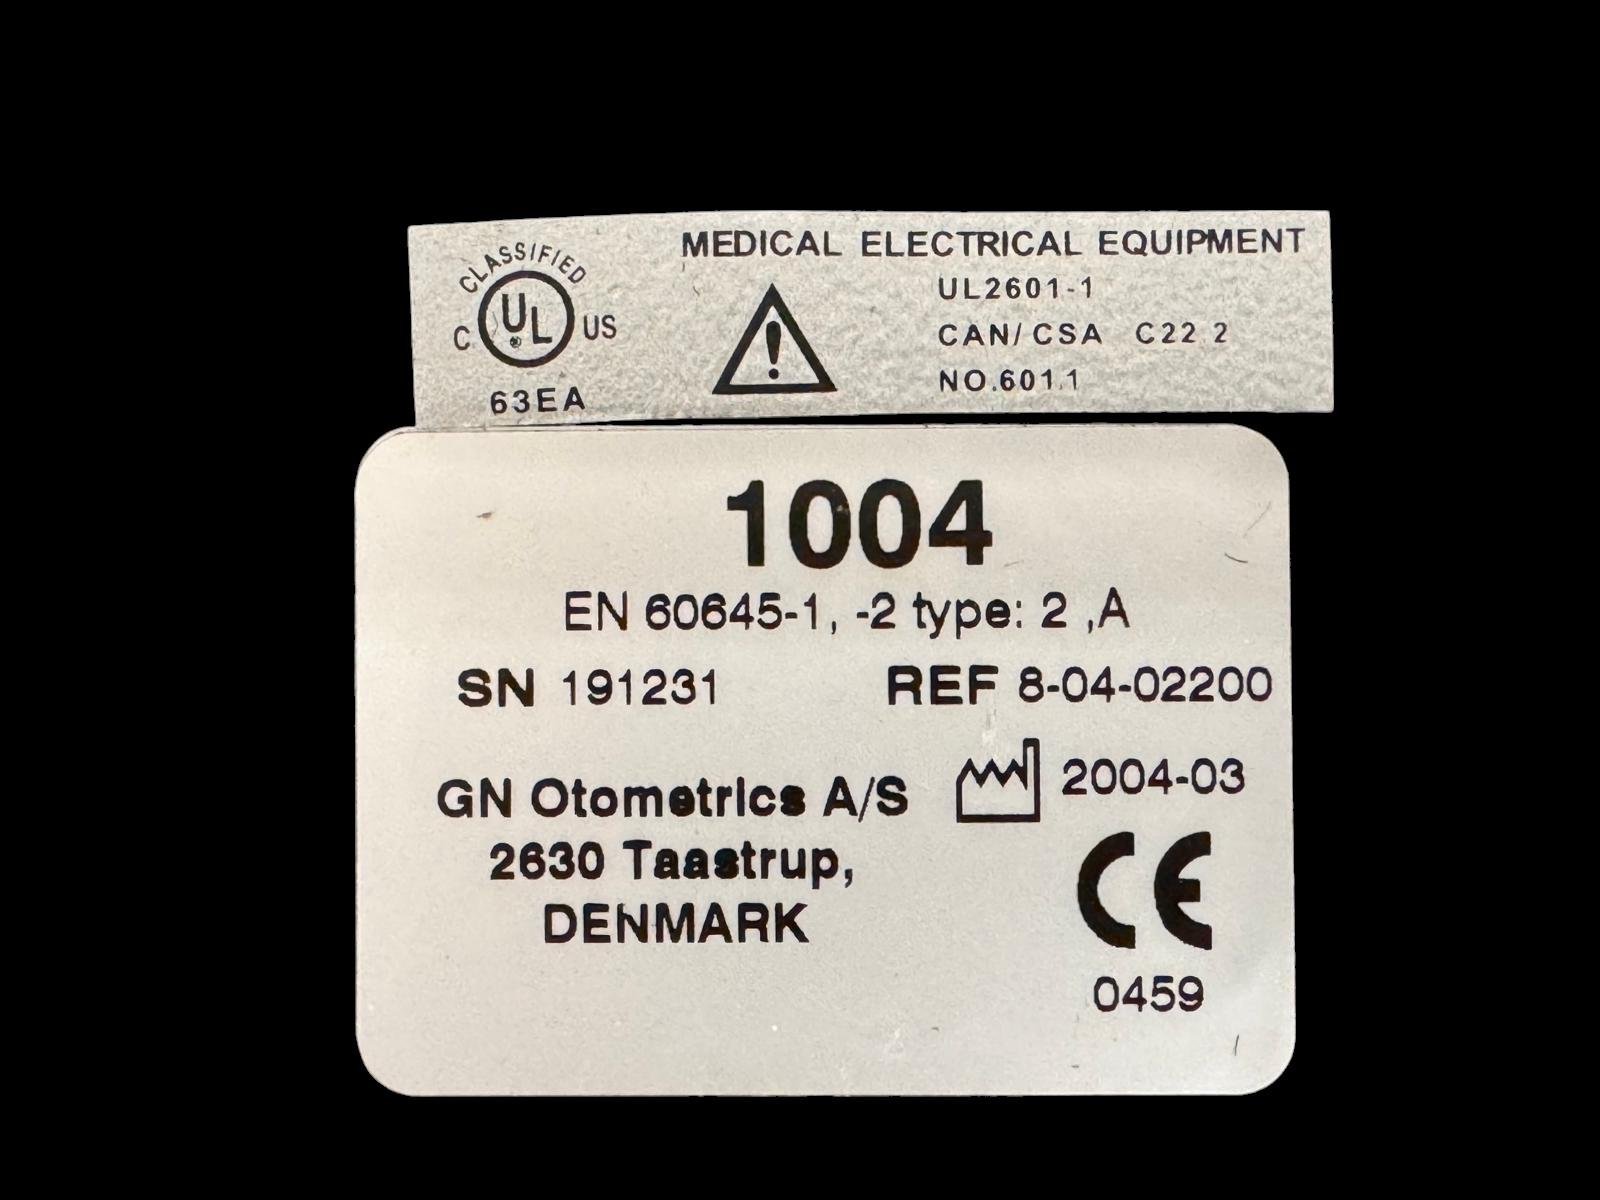 CLASSIFIED
C UL US
®
63EA
MEDICAL ELECTRICAL EQUIPMENT
UL2601-1
CAN/CSA C22 2
NO.601.1
1004
EN 60645-1, -2 type: 2 ,A
SN 191231 REF 8-04-02200
2004-03
GN Otometrics A/S
2630 Taastrup,
DENMARK
CE
0459